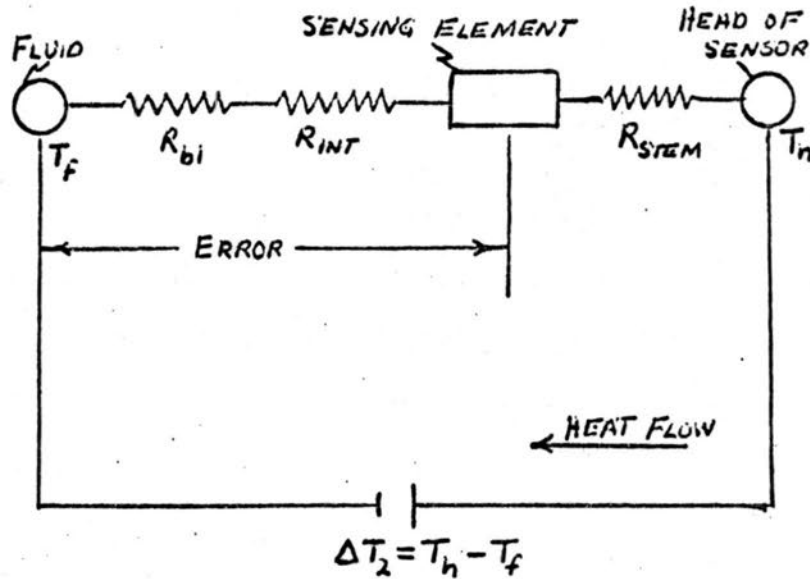 FLUID
SENSING ELEMENT
HEAD OF
SENSOR
T_f
R_bi
R_INT
R_STEM
T_h
ERROR
HEAT FLOW
ΔT_2 = T_h - T_f